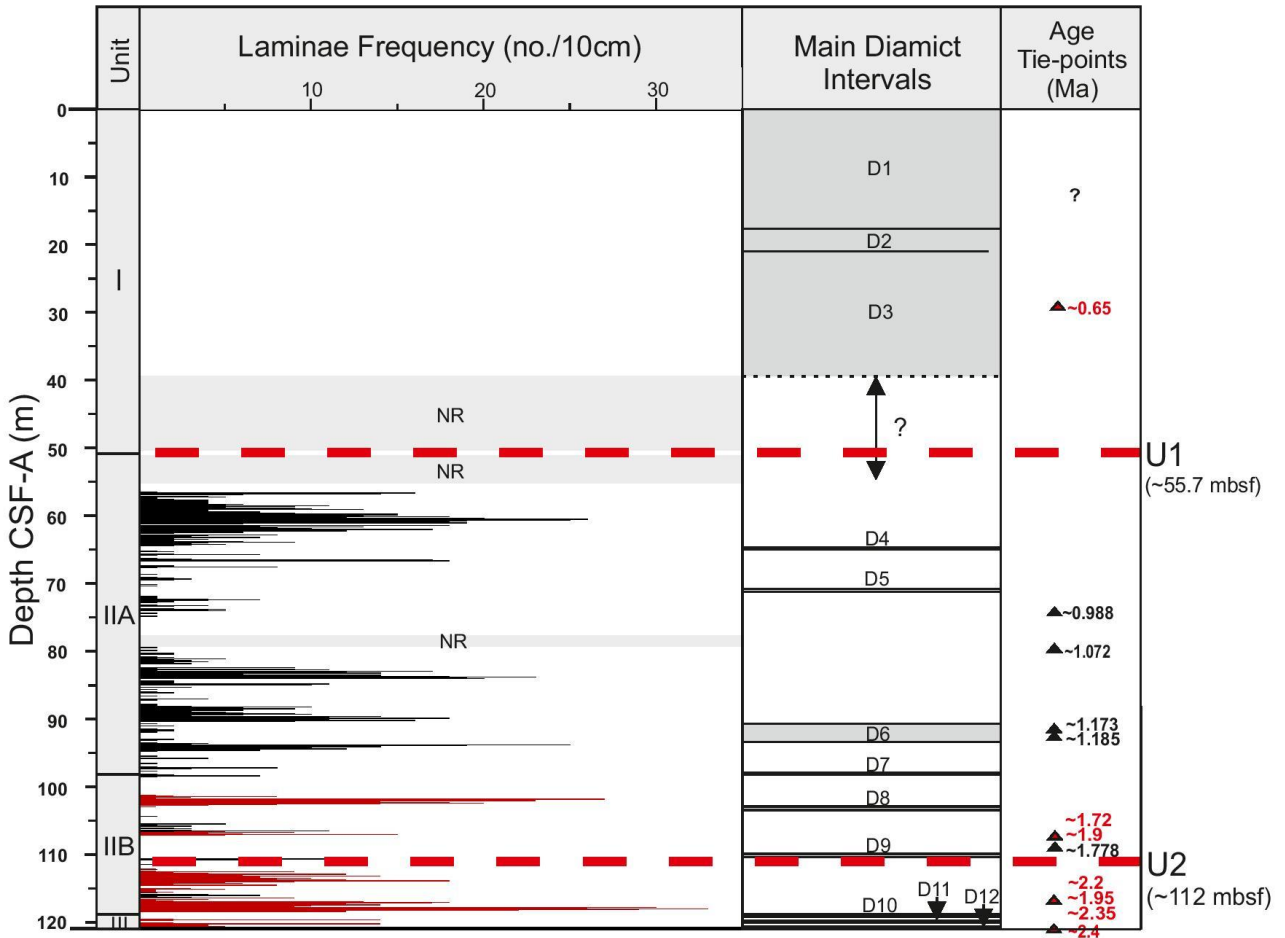 Unit
Laminae Frequency (no./10cm)
10 20 30
Main Diamict
Intervals
Age
Tie-points
(Ma)
Depth CSF-A (m)
0
10
20
30
40
50
60
70
80
90
100
110
120
I
IIA
IIB
III
NR
NR
NR
D1
D2
D3
?
D4
D5
D6
D7
D8
D9
D10
D11
D12
?
~0.65
~0.988
~1.072
~1.173
~1.185
~1.72
~1.9
~1.778
~2.2
~1.95
~2.35
~2.4
U1
(~55.7 mbsf)
U2
(~112 mbsf)